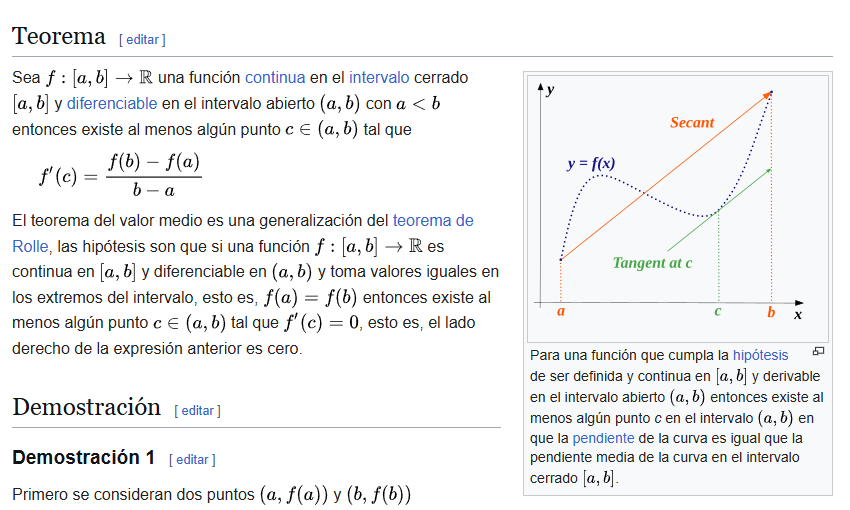 Teorema [ editar ]
Sea f : [a, b] → ℝ una función continua en el intervalo cerrado
[a, b] y diferenciable en el intervalo abierto (a, b) con a < b
entonces existe al menos algún punto c ∈ (a, b) tal que
f′(c) = (f(b) − f(a)) / (b − a)
El teorema del valor medio es una generalización del teorema de
Rolle, las hipótesis son que si una función f : [a, b] → ℝ es
continua en [a, b] y diferenciable en (a, b) y toma valores iguales en
los extremos del intervalo, esto es, f(a) = f(b) entonces existe al
menos algún punto c ∈ (a, b) tal que f′(c) = 0, esto es, el lado
derecho de la expresión anterior es cero.
y
Secant
y = f(x)
Tangent at c
a
c
b
x
Para una función que cumpla la hipótesis
de ser definida y continua en [a, b] y derivable
en el intervalo abierto (a, b) entonces existe al
menos algún punto c en el intervalo (a, b) en
que la pendiente de la curva es igual que la
pendiente media de la curva en el intervalo
cerrado [a, b].
Demostración [ editar ]
Demostración 1 [ editar ]
Primero se consideran dos puntos (a, f(a)) y (b, f(b))